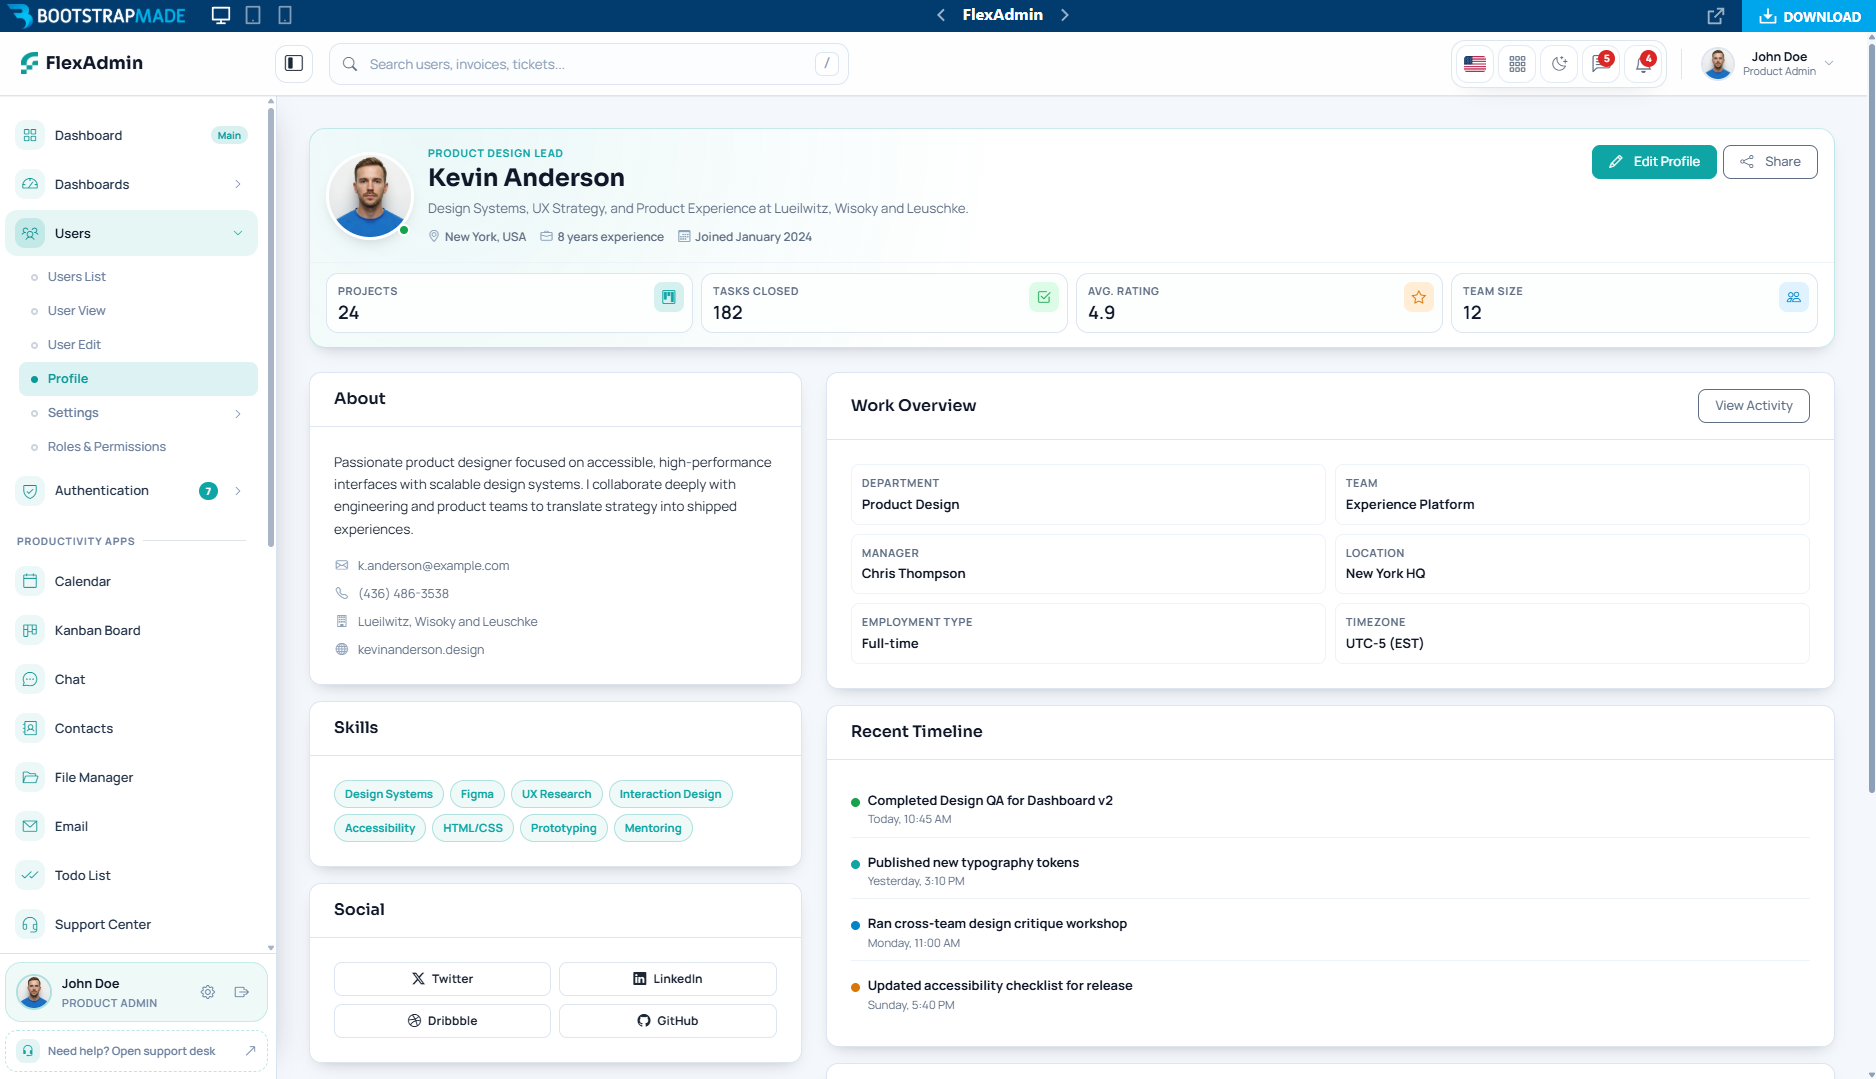 BOOTSTRAPMADE
FlexAdmin
DOWNLOAD
FlexAdmin
Search users, invoices, tickets...
/
5
4
John Doe
Product Admin
Dashboard
Main
Dashboards
Users
Users List
User View
User Edit
Profile
Settings
Roles & Permissions
Authentication
7
PRODUCTIVITY APPS
Calendar
Kanban Board
Chat
Contacts
File Manager
Email
Todo List
Support Center
John Doe
PRODUCT ADMIN
Need help? Open support desk
PRODUCT DESIGN LEAD
Kevin Anderson
Design Systems, UX Strategy, and Product Experience at Lueilwitz, Wisoky and Leuschke.
New York, USA
8 years experience
Joined January 2024
Edit Profile
Share
PROJECTS
24
TASKS CLOSED
182
AVG. RATING
4.9
TEAM SIZE
12
About
Passionate product designer focused on accessible, high-performance
interfaces with scalable design systems. I collaborate deeply with
engineering and product teams to translate strategy into shipped
experiences.
k.anderson@example.com
(436) 486-3538
Lueilwitz, Wisoky and Leuschke
kevinanderson.design
Skills
Design Systems
Figma
UX Research
Interaction Design
Accessibility
HTML/CSS
Prototyping
Mentoring
Social
Twitter
LinkedIn
Dribbble
GitHub
Work Overview
View Activity
DEPARTMENT
Product Design
TEAM
Experience Platform
MANAGER
Chris Thompson
LOCATION
New York HQ
EMPLOYMENT TYPE
Full-time
TIMEZONE
UTC-5 (EST)
Recent Timeline
Completed Design QA for Dashboard v2
Today, 10:45 AM
Published new typography tokens
Yesterday, 3:10 PM
Ran cross-team design critique workshop
Monday, 11:00 AM
Updated accessibility checklist for release
Sunday, 5:40 PM